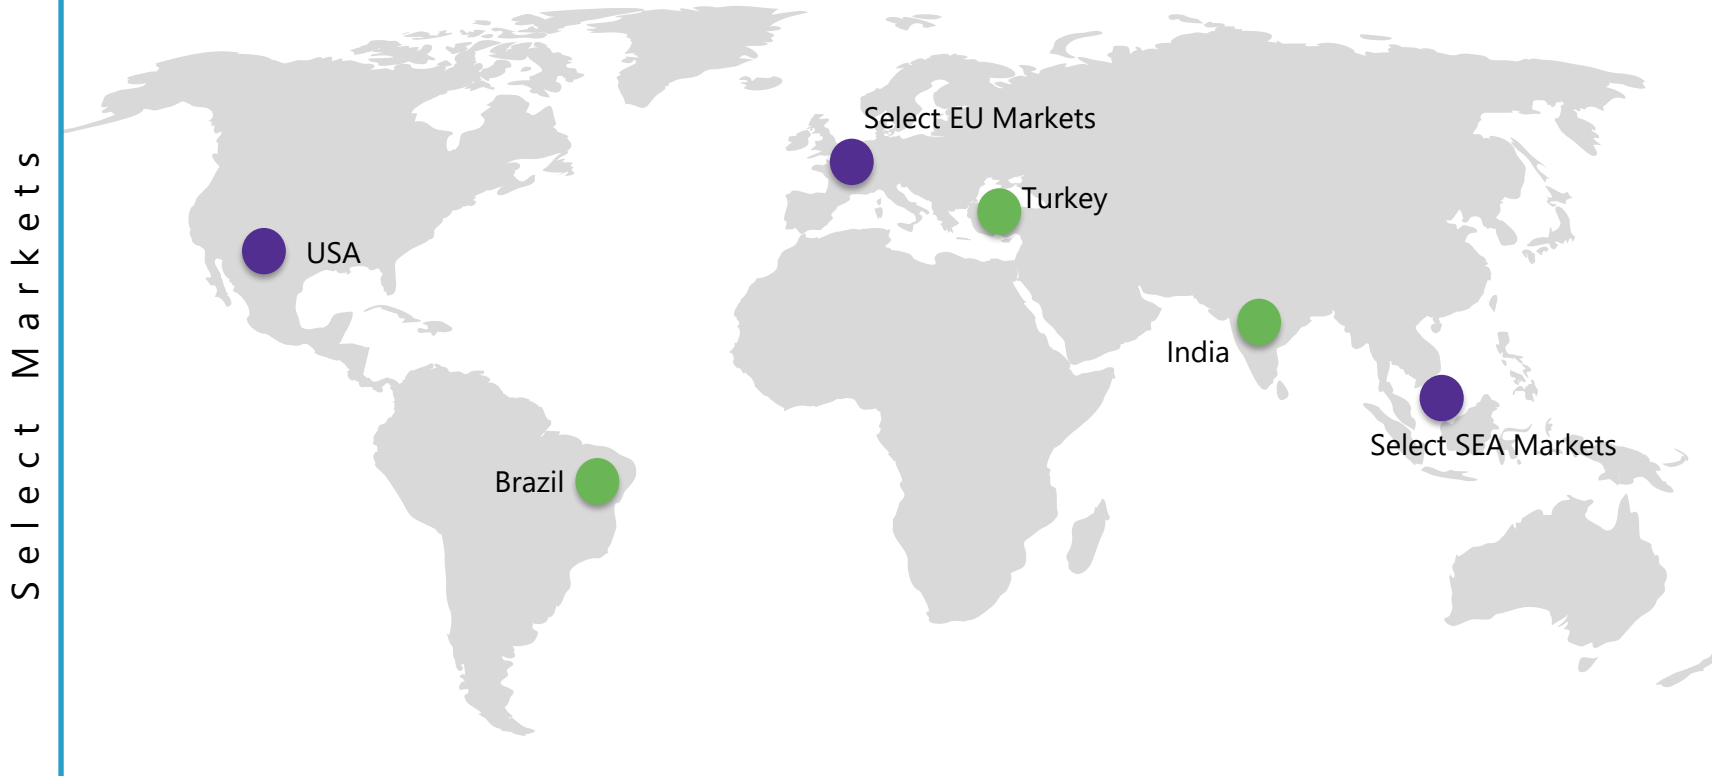 Select Markets
Select EU Markets
Turkey
USA
India
Select SEA Markets
Brazil